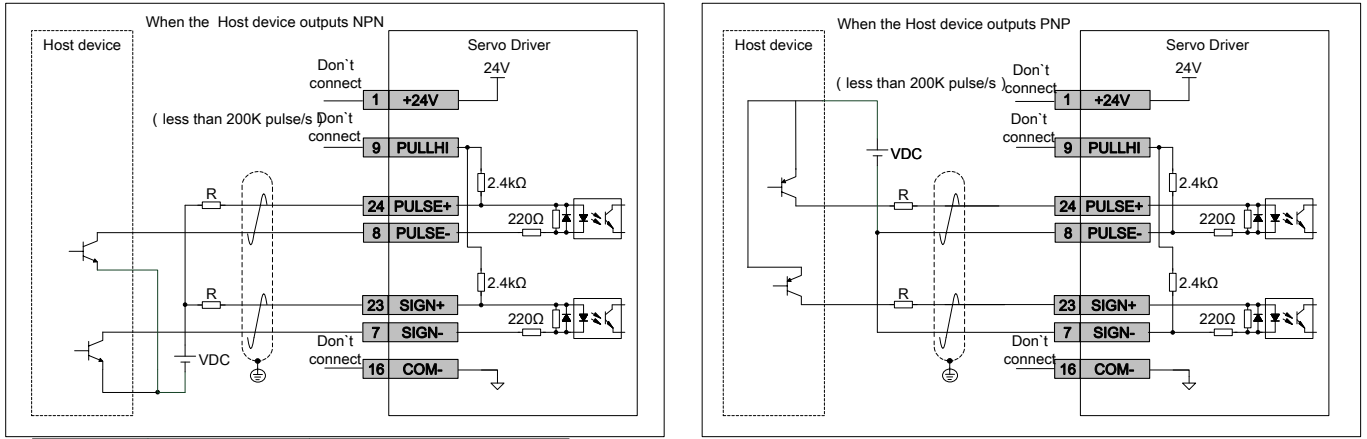 When the Host device outputs NPN
Host device
Servo Driver
24V
Don`t
connect
1 +24V
( less than 200K pulse/s )
Don`t
connect
9 PULLHI
2.4kΩ
R
24 PULSE+
220Ω
8 PULSE-
2.4kΩ
R
23 SIGN+
220Ω
7 SIGN-
VDC
Don`t
connect
16 COM-
When the Host device outputs PNP
Host device
Servo Driver
24V
Don`t
connect
( less than 200K pulse/s )
1 +24V
Don`t
connect
9 PULLHI
VDC
2.4kΩ
R
24 PULSE+
220Ω
8 PULSE-
2.4kΩ
R
23 SIGN+
220Ω
7 SIGN-
Don`t
connect
16 COM-